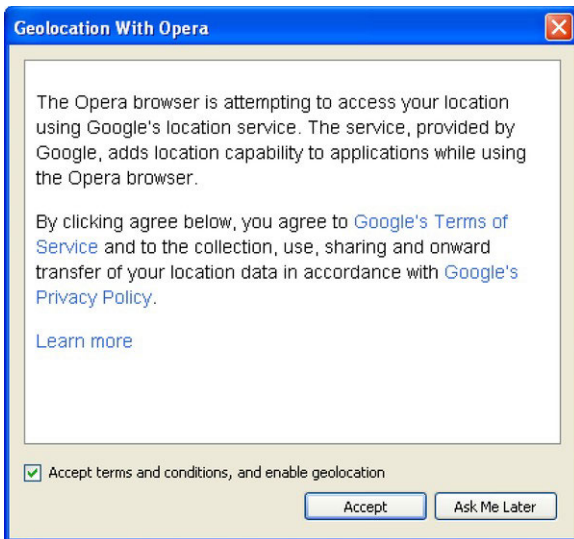 Geolocation With Opera
The Opera browser is attempting to access your location
using Google's location service. The service, provided by
Google, adds location capability to applications while using
the Opera browser.
By clicking agree below, you agree to Google's Terms of
Service and to the collection, use, sharing and onward
transfer of your location data in accordance with Google's
Privacy Policy.
Learn more
Accept terms and conditions, and enable geolocation
Accept Ask Me Later